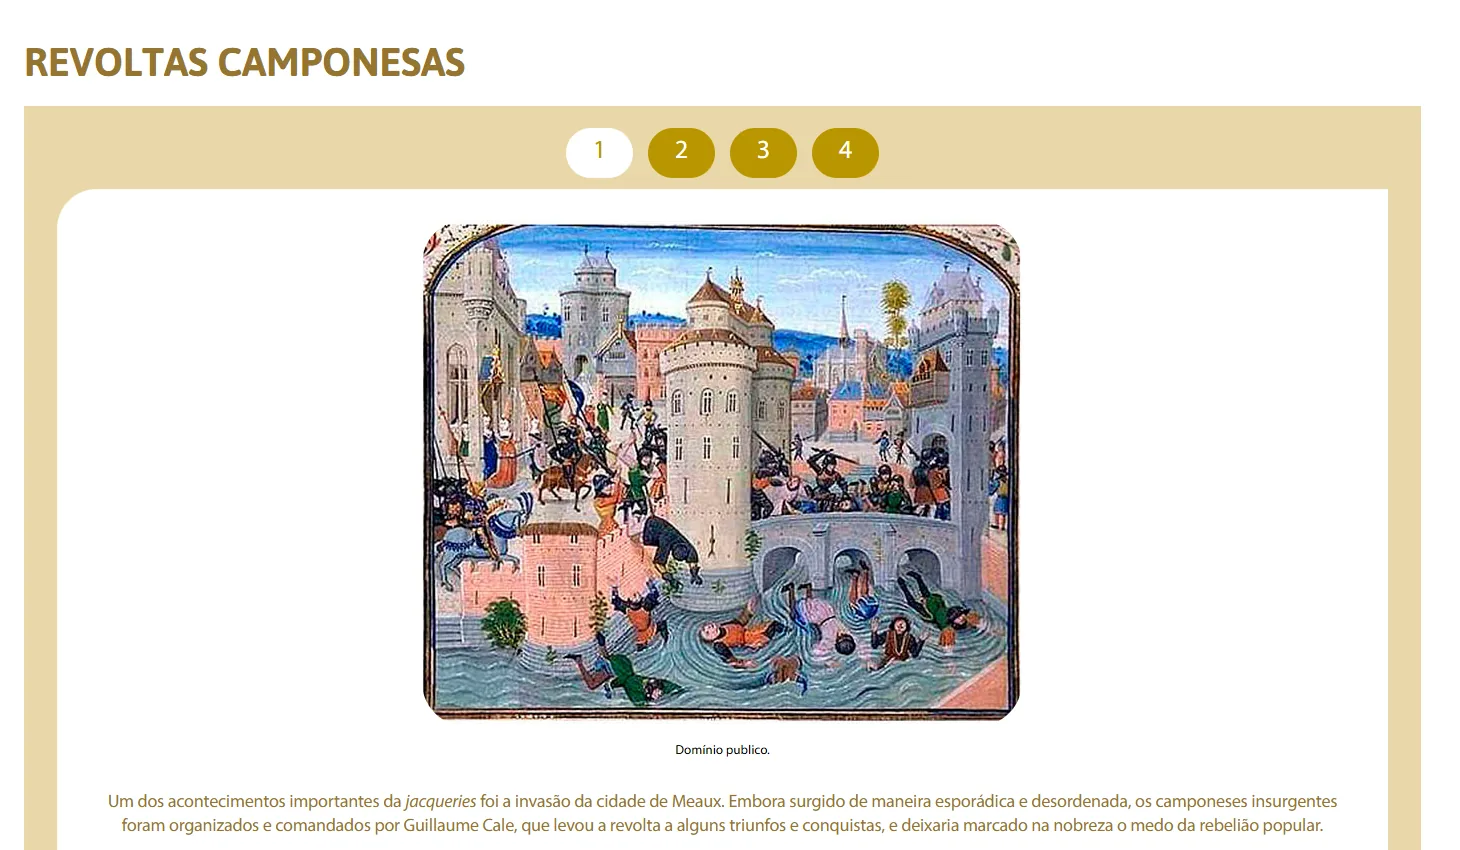 REVOLTAS CAMPONESAS
1 2 3 4
Domínio publico.
Um dos acontecimentos importantes da jacqueries foi a invasão da cidade de Meaux. Embora surgido de maneira esporádica e desordenada, os camponeses insurgentes
foram organizados e comandados por Guillaume Cale, que levou a revolta a alguns triunfos e conquistas, e deixaria marcado na nobreza o medo da rebelião popular.